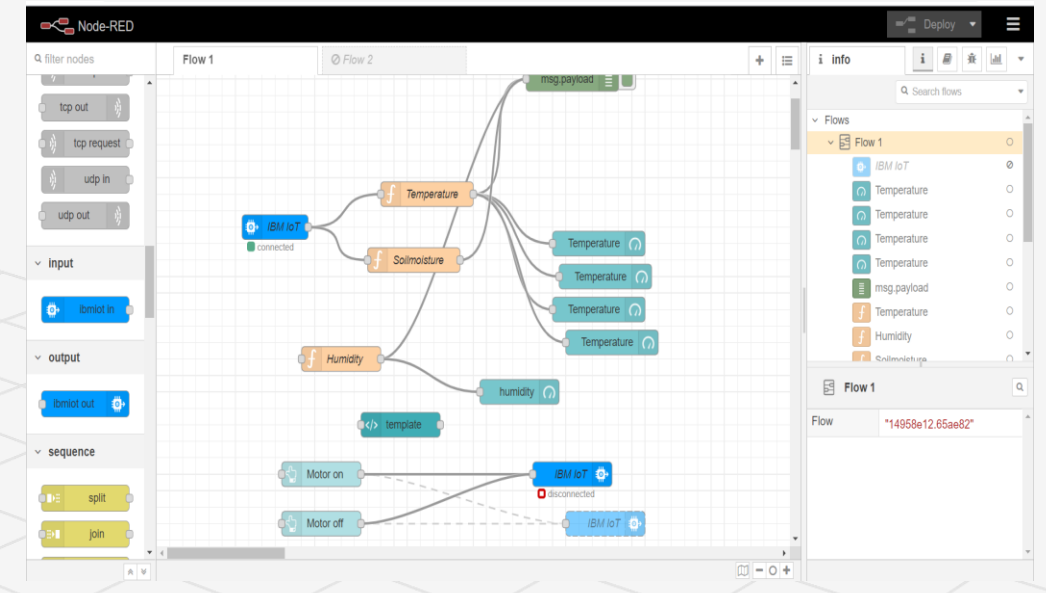 Node-RED
Deploy
filter nodes
Flow 1
Flow 2
info
i
Search flows
tcp out
tcp request
udp in
udp out
input
ibmiot in
output
ibmiot out
sequence
split
join
msg.payload
Temperature
IBM IoT
connected
Soilmoisture
Temperature
Temperature
Temperature
Temperature
Humidity
humidity
template
Motor on
IBM IoT
disconnected
Motor off
IBM IoT
Flows
Flow 1
IBM IoT
Temperature
Temperature
Temperature
Temperature
msg.payload
Temperature
Humidity
Soilmoisture
Flow 1
Flow "14958e12.65ae82"